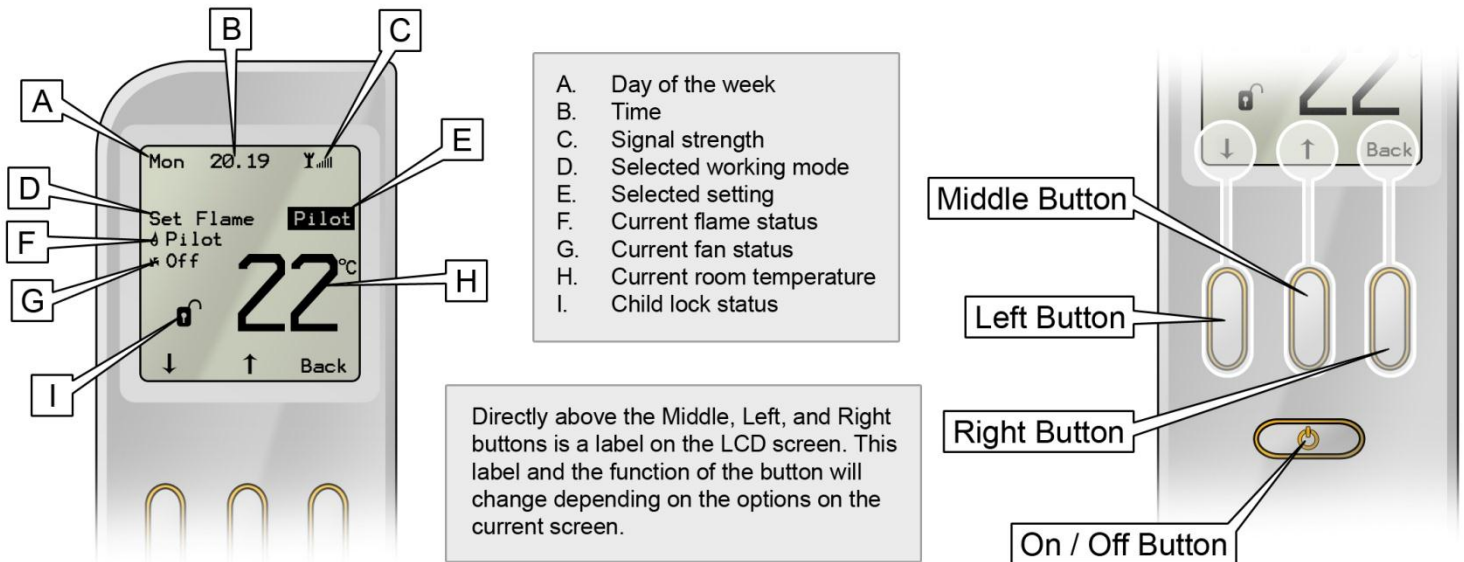 B
C
A
Mon 20.19
E
D
Set Flame Pilot
F
Pilot
Off
22°C
H
G
I
↓ ↑ Back
A. Day of the week
B. Time
C. Signal strength
D. Selected working mode
E. Selected setting
F. Current flame status
G. Current fan status
H. Current room temperature
I. Child lock status
Directly above the Middle, Left, and Right
buttons is a label on the LCD screen. This
label and the function of the button will
change depending on the options on the
current screen.
22
↓ ↑ Back
Middle Button
Left Button
Right Button
On / Off Button